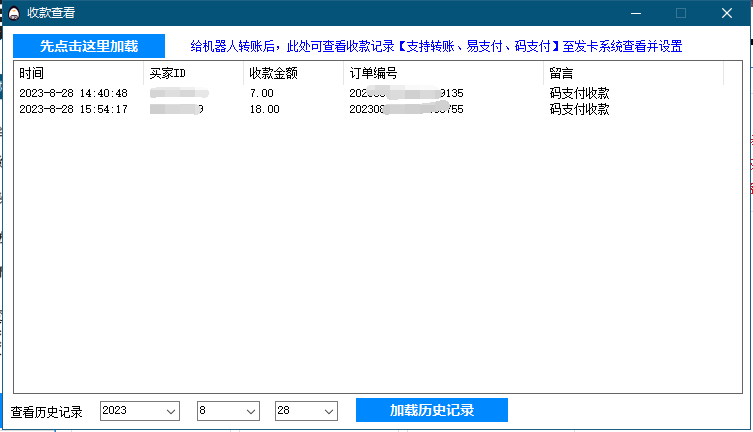 收款查看
先点击这里加载
给机器人转账后，此处可查看收款记录【支持转账、易支付、码支付】至发卡系统查看并设置
时间 买家ID 收款金额 订单编号 留言
2023-8-28 14:40:48 7.00 9135 码支付收款
2023-8-28 15:54:17 9 18.00 202308 755 码支付收款
查看历史记录 2023 8 28 加载历史记录